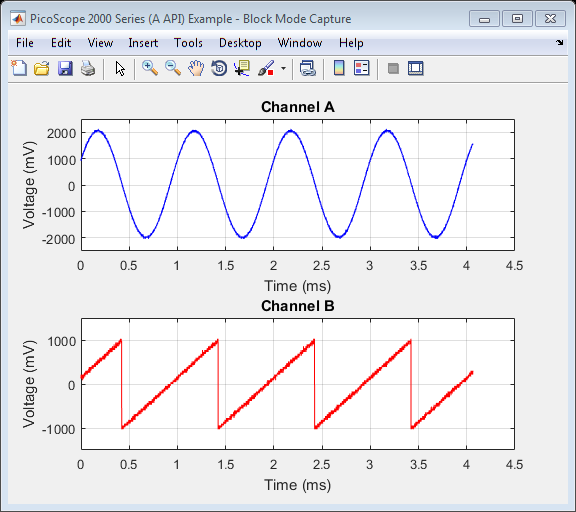 PicoScope 2000 Series (A API) Example - Block Mode Capture
File Edit View Insert Tools Desktop Window Help
Channel A
2000
1000
0
-1000
-2000
Voltage (mV)
0 0.5 1 1.5 2 2.5 3 3.5 4 4.5
Time (ms)
Channel B
1000
0
-1000
Voltage (mV)
0 0.5 1 1.5 2 2.5 3 3.5 4 4.5
Time (ms)